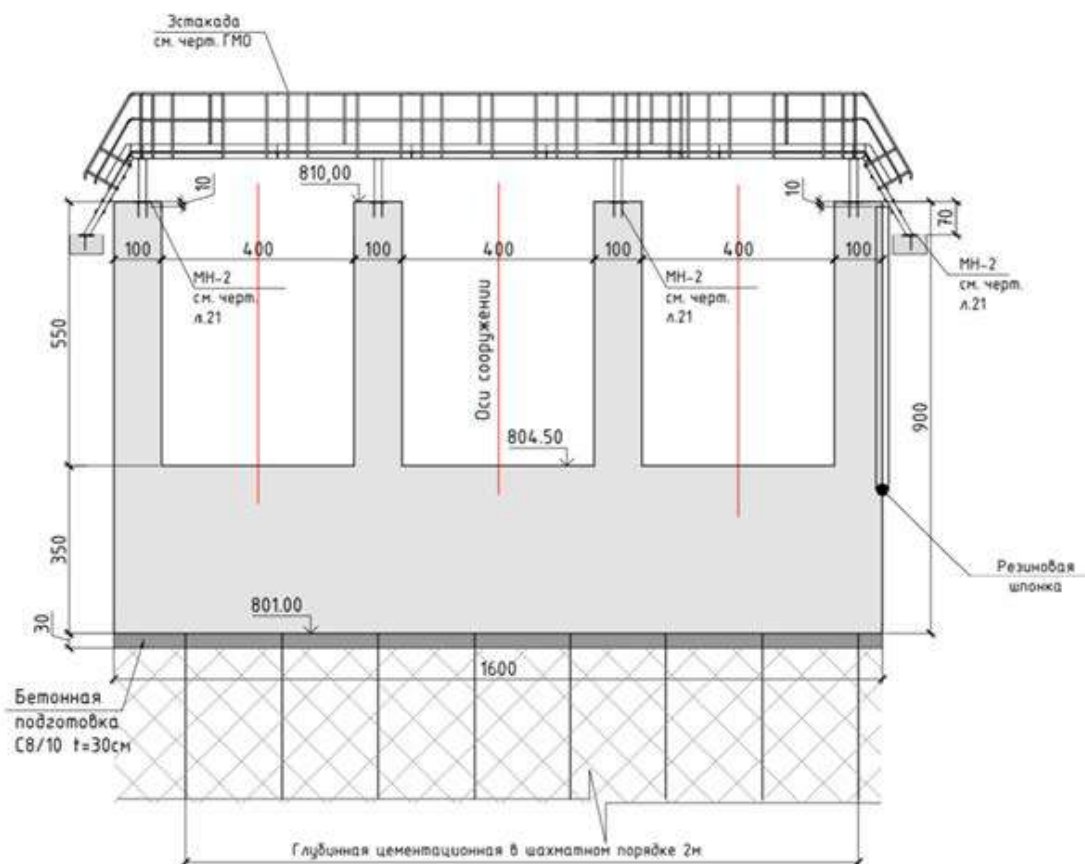 Эстакада
см. черт. ГМО
10
810,00
10
70
100
400
100
400
100
400
100
МН-2
см. черт.
л.21
МН-2
см. черт.
л.21
МН-2
см. черт.
л.21
550
Оси сооружении
900
804.50
350
Резиновая
шпонка
801.00
30
1600
Бетонная
подготовка
С8/10 t=30см
Глубинная цементационная в шахматном порядке 2м